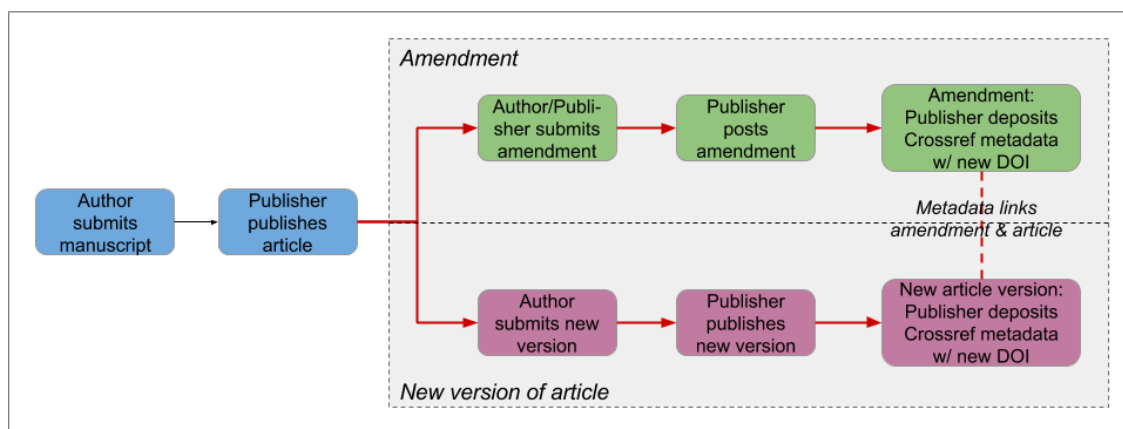 Amendment
Author/Publi-
sher submits
amendment
Publisher
posts
amendment
Amendment:
Publisher deposits
Crossref metadata
w/ new DOI
Author
submits
manuscript
Publisher
publishes
article
Metadata links
amendment & article
Author
submits new
version
Publisher
publishes
new version
New article version:
Publisher deposits
Crossref metadata
w/ new DOI
New version of article